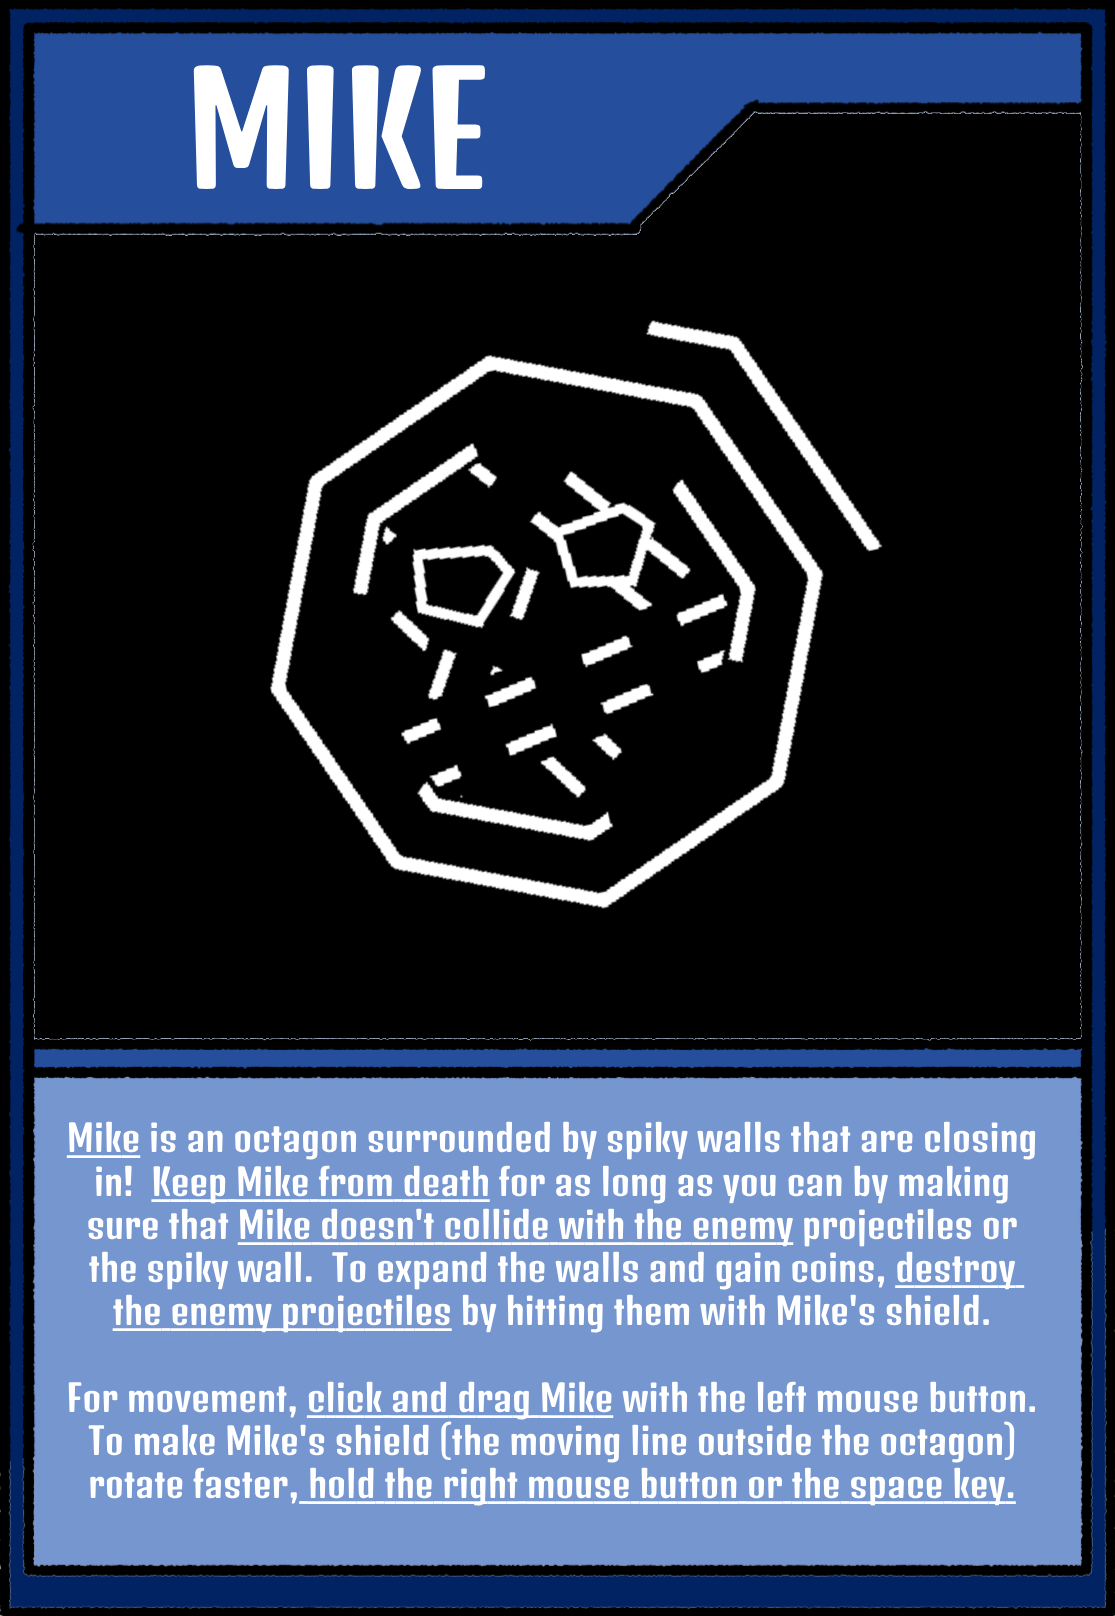 MIKE
Mike is an octagon surrounded by spiky walls that are closing
in!  Keep Mike from death for as long as you can by making
sure that Mike doesn't collide with the enemy projectiles or
the spiky wall.  To expand the walls and gain coins, destroy
the enemy projectiles by hitting them with Mike's shield.
For movement, click and drag Mike with the left mouse button.
To make Mike's shield (the moving line outside the octagon)
rotate faster, hold the right mouse button or the space key.